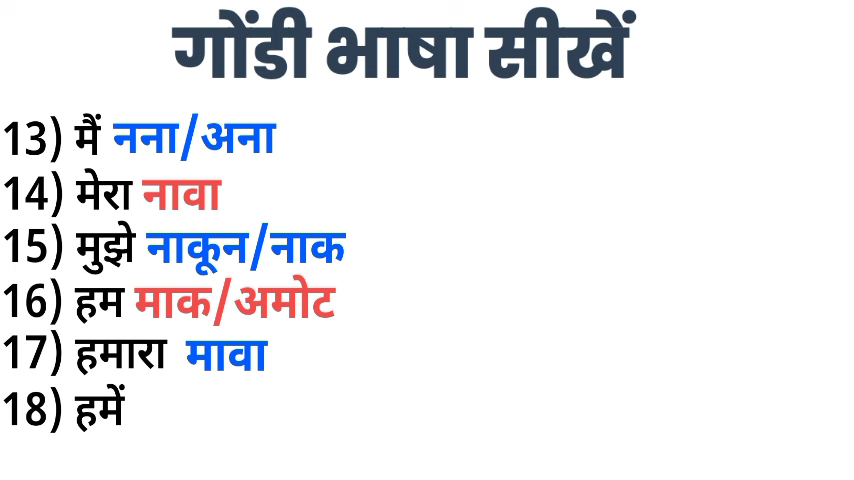 गोंडी भाषा सीखें
13) मैं नना/अना
14) मेरा नावा
15) मुझे नाकून/नाक
16) हम माक/अमोट
17) हमारा मावा
18) हमें